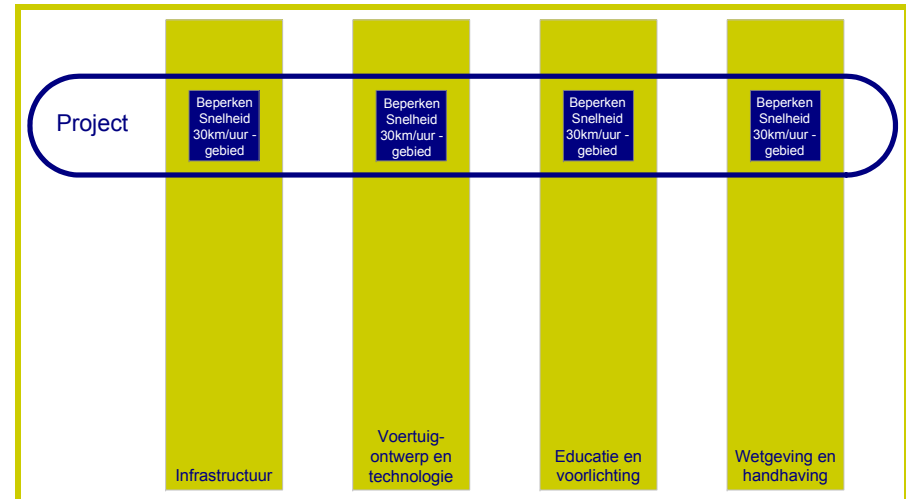 Project
Beperken
Snelheid
30km/uur -
gebied
Beperken
Snelheid
30km/uur -
gebied
Beperken
Snelheid
30km/uur -
gebied
Beperken
Snelheid
30km/uur -
gebied
Infrastructuur
Voertuig-
ontwerp en
technologie
Educatie en
voorlichting
Wetgeving en
handhaving